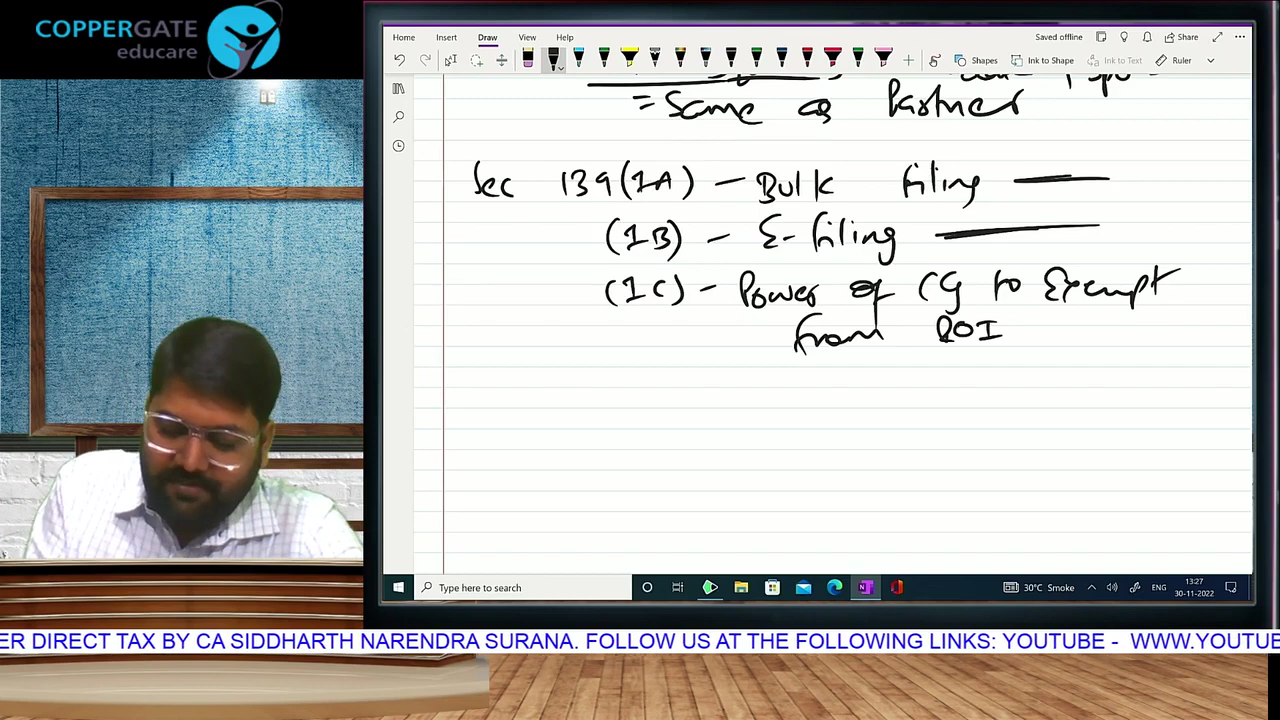 COPPERGATE
educare
Home Insert Draw View Help
Saved offline Share
Shapes Ink to Shape Ink to Text Ruler
= Same as Partner
Sec 139(1A) – Bulk filing
(1B) – E-filing
(1C) – Power of CG to Exempt
from ROI
Type here to search
30°C Smoke ENG 13:27
30-11-2022
ER DIRECT TAX BY CA SIDDHARTH NARENDRA SURANA. FOLLOW US AT THE FOLLOWING LINKS: YOUTUBE - WWW.YOUTUBE